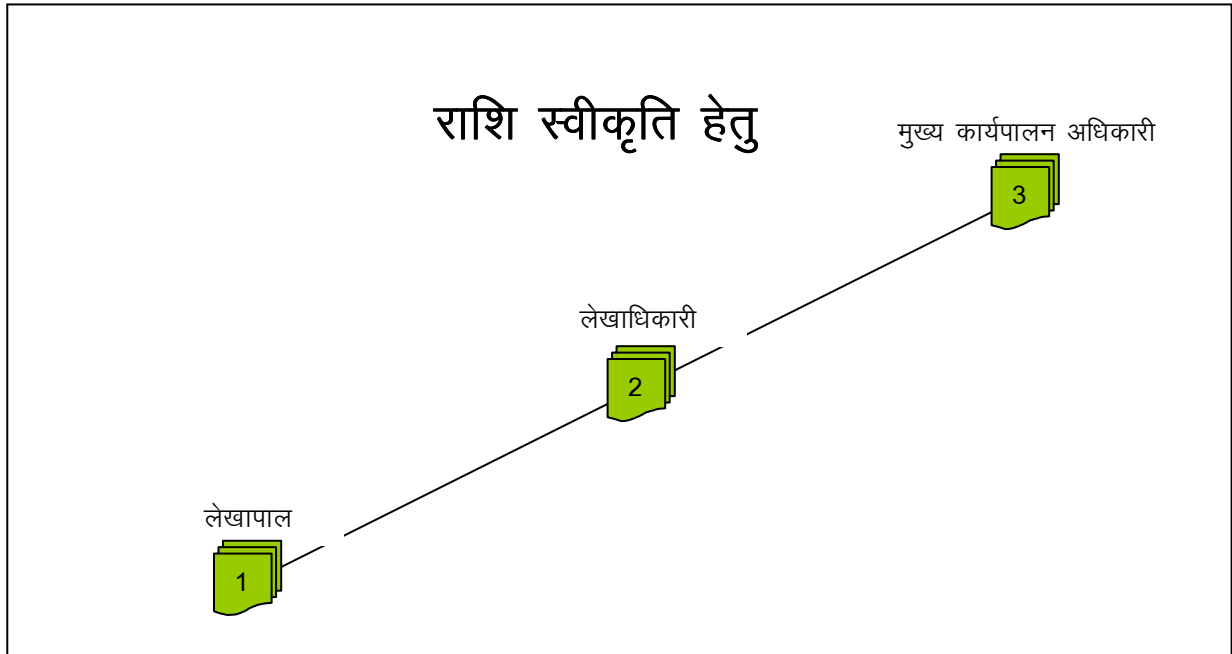 राशि स्वीकृति हेतु
मुख्य कार्यपालन अधिकारी
3
लेखाधिकारी
2
लेखापाल
1